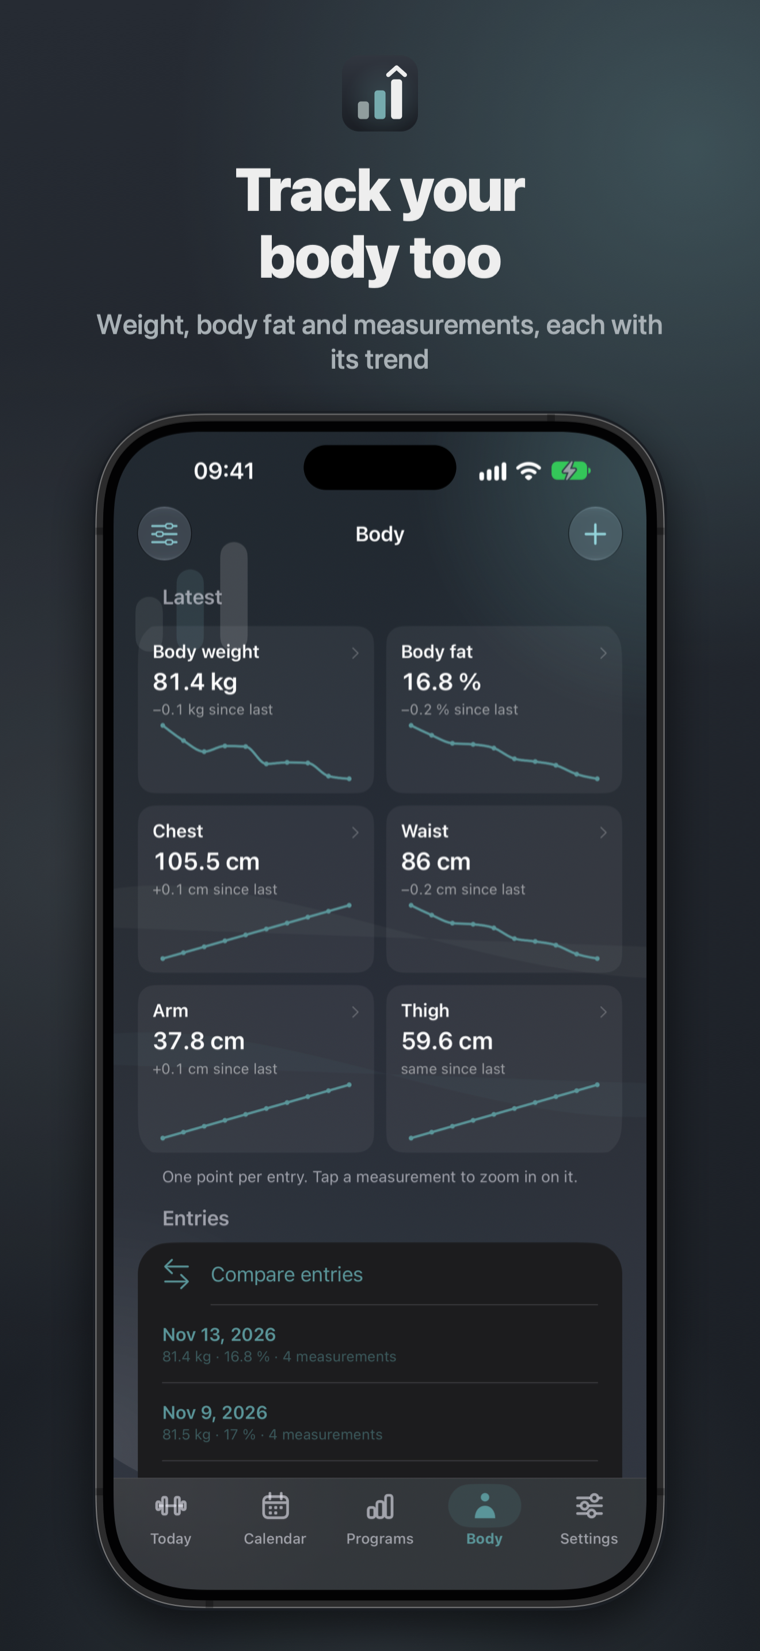 Track your
body too
Weight, body fat and measurements, each with
its trend
09:41
Body
Latest
Body weight
81.4 kg
−0.1 kg since last
Body fat
16.8 %
−0.2 % since last
Chest
105.5 cm
+0.1 cm since last
Waist
86 cm
−0.2 cm since last
Arm
37.8 cm
+0.1 cm since last
Thigh
59.6 cm
same since last
One point per entry. Tap a measurement to zoom in on it.
Entries
Compare entries
Nov 13, 2026
81.4 kg · 16.8 % · 4 measurements
Nov 9, 2026
81.5 kg · 17 % · 4 measurements
Today
Calendar
Programs
Body
Settings